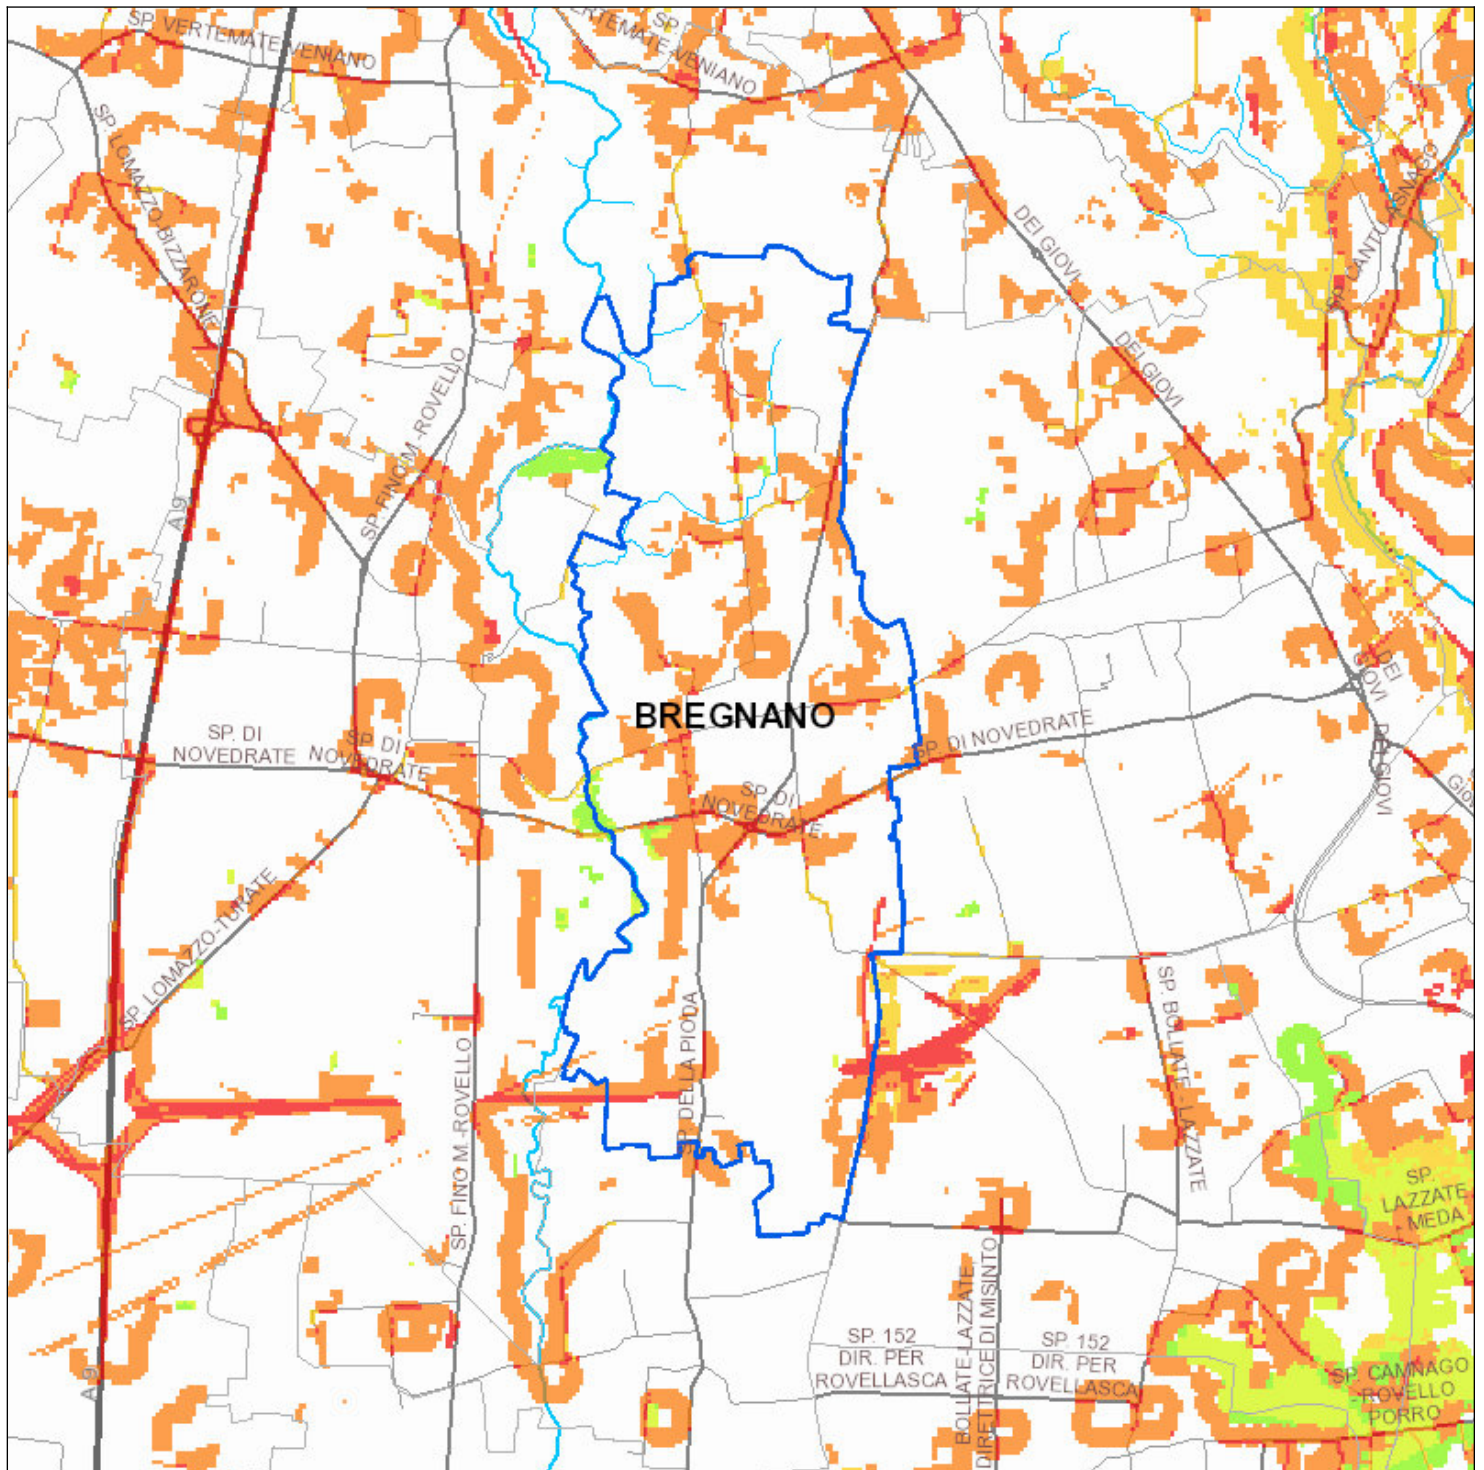 SP. VERTEMATE-VENIANO
SP.
VERTEMATE-VENIANO
SP. LOMAZZO-BIZZARONE
DEI GIOVI
SP. CANTU'-ASNAGO
DEI GIOVI
SP. FINO M.-ROVELLO
A 9
DEI
GIOVI
DEI GIOVI
BREGNANO
SP. DI
NOVEDRATE
SP. DI
NOVEDRATE
SP. DI NOVEDRATE
SP. DI
NOVEDRATE
SP. LOMAZZO-TURATE
SP. DELLA PIODA
SP. BOLLATE - LAZZATE
SP. FINO M.-ROVELLO
SP.
LAZZATE
- MEDA
BOLLATE-LAZZATE
DIRETTRICE DI MISINTO
SP. 152
DIR. PER
ROVELLASCA
SP. 152
DIR. PER
ROVELLASCA
SP. CAMNAGO
-ROVELLO
PORRO
A 9